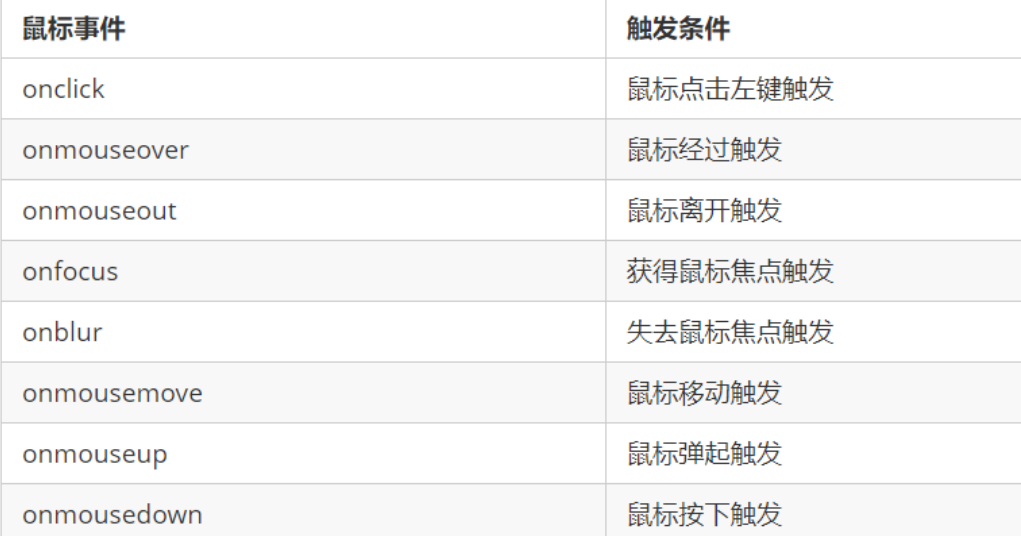 鼠标事件 触发条件
onclick 鼠标点击左键触发
onmouseover 鼠标经过触发
onmouseout 鼠标离开触发
onfocus 获得鼠标焦点触发
onblur 失去鼠标焦点触发
onmousemove 鼠标移动触发
onmouseup 鼠标弹起触发
onmousedown 鼠标按下触发